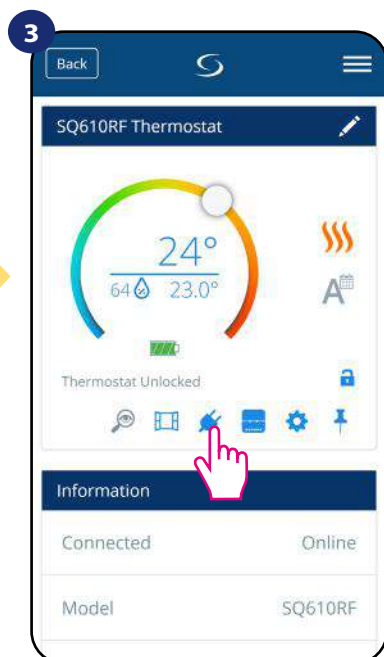 3
Back
SQ610RF Thermostat
24°
64 23.0°
A
Thermostat Unlocked
Information
Connected Online
Model SQ610RF